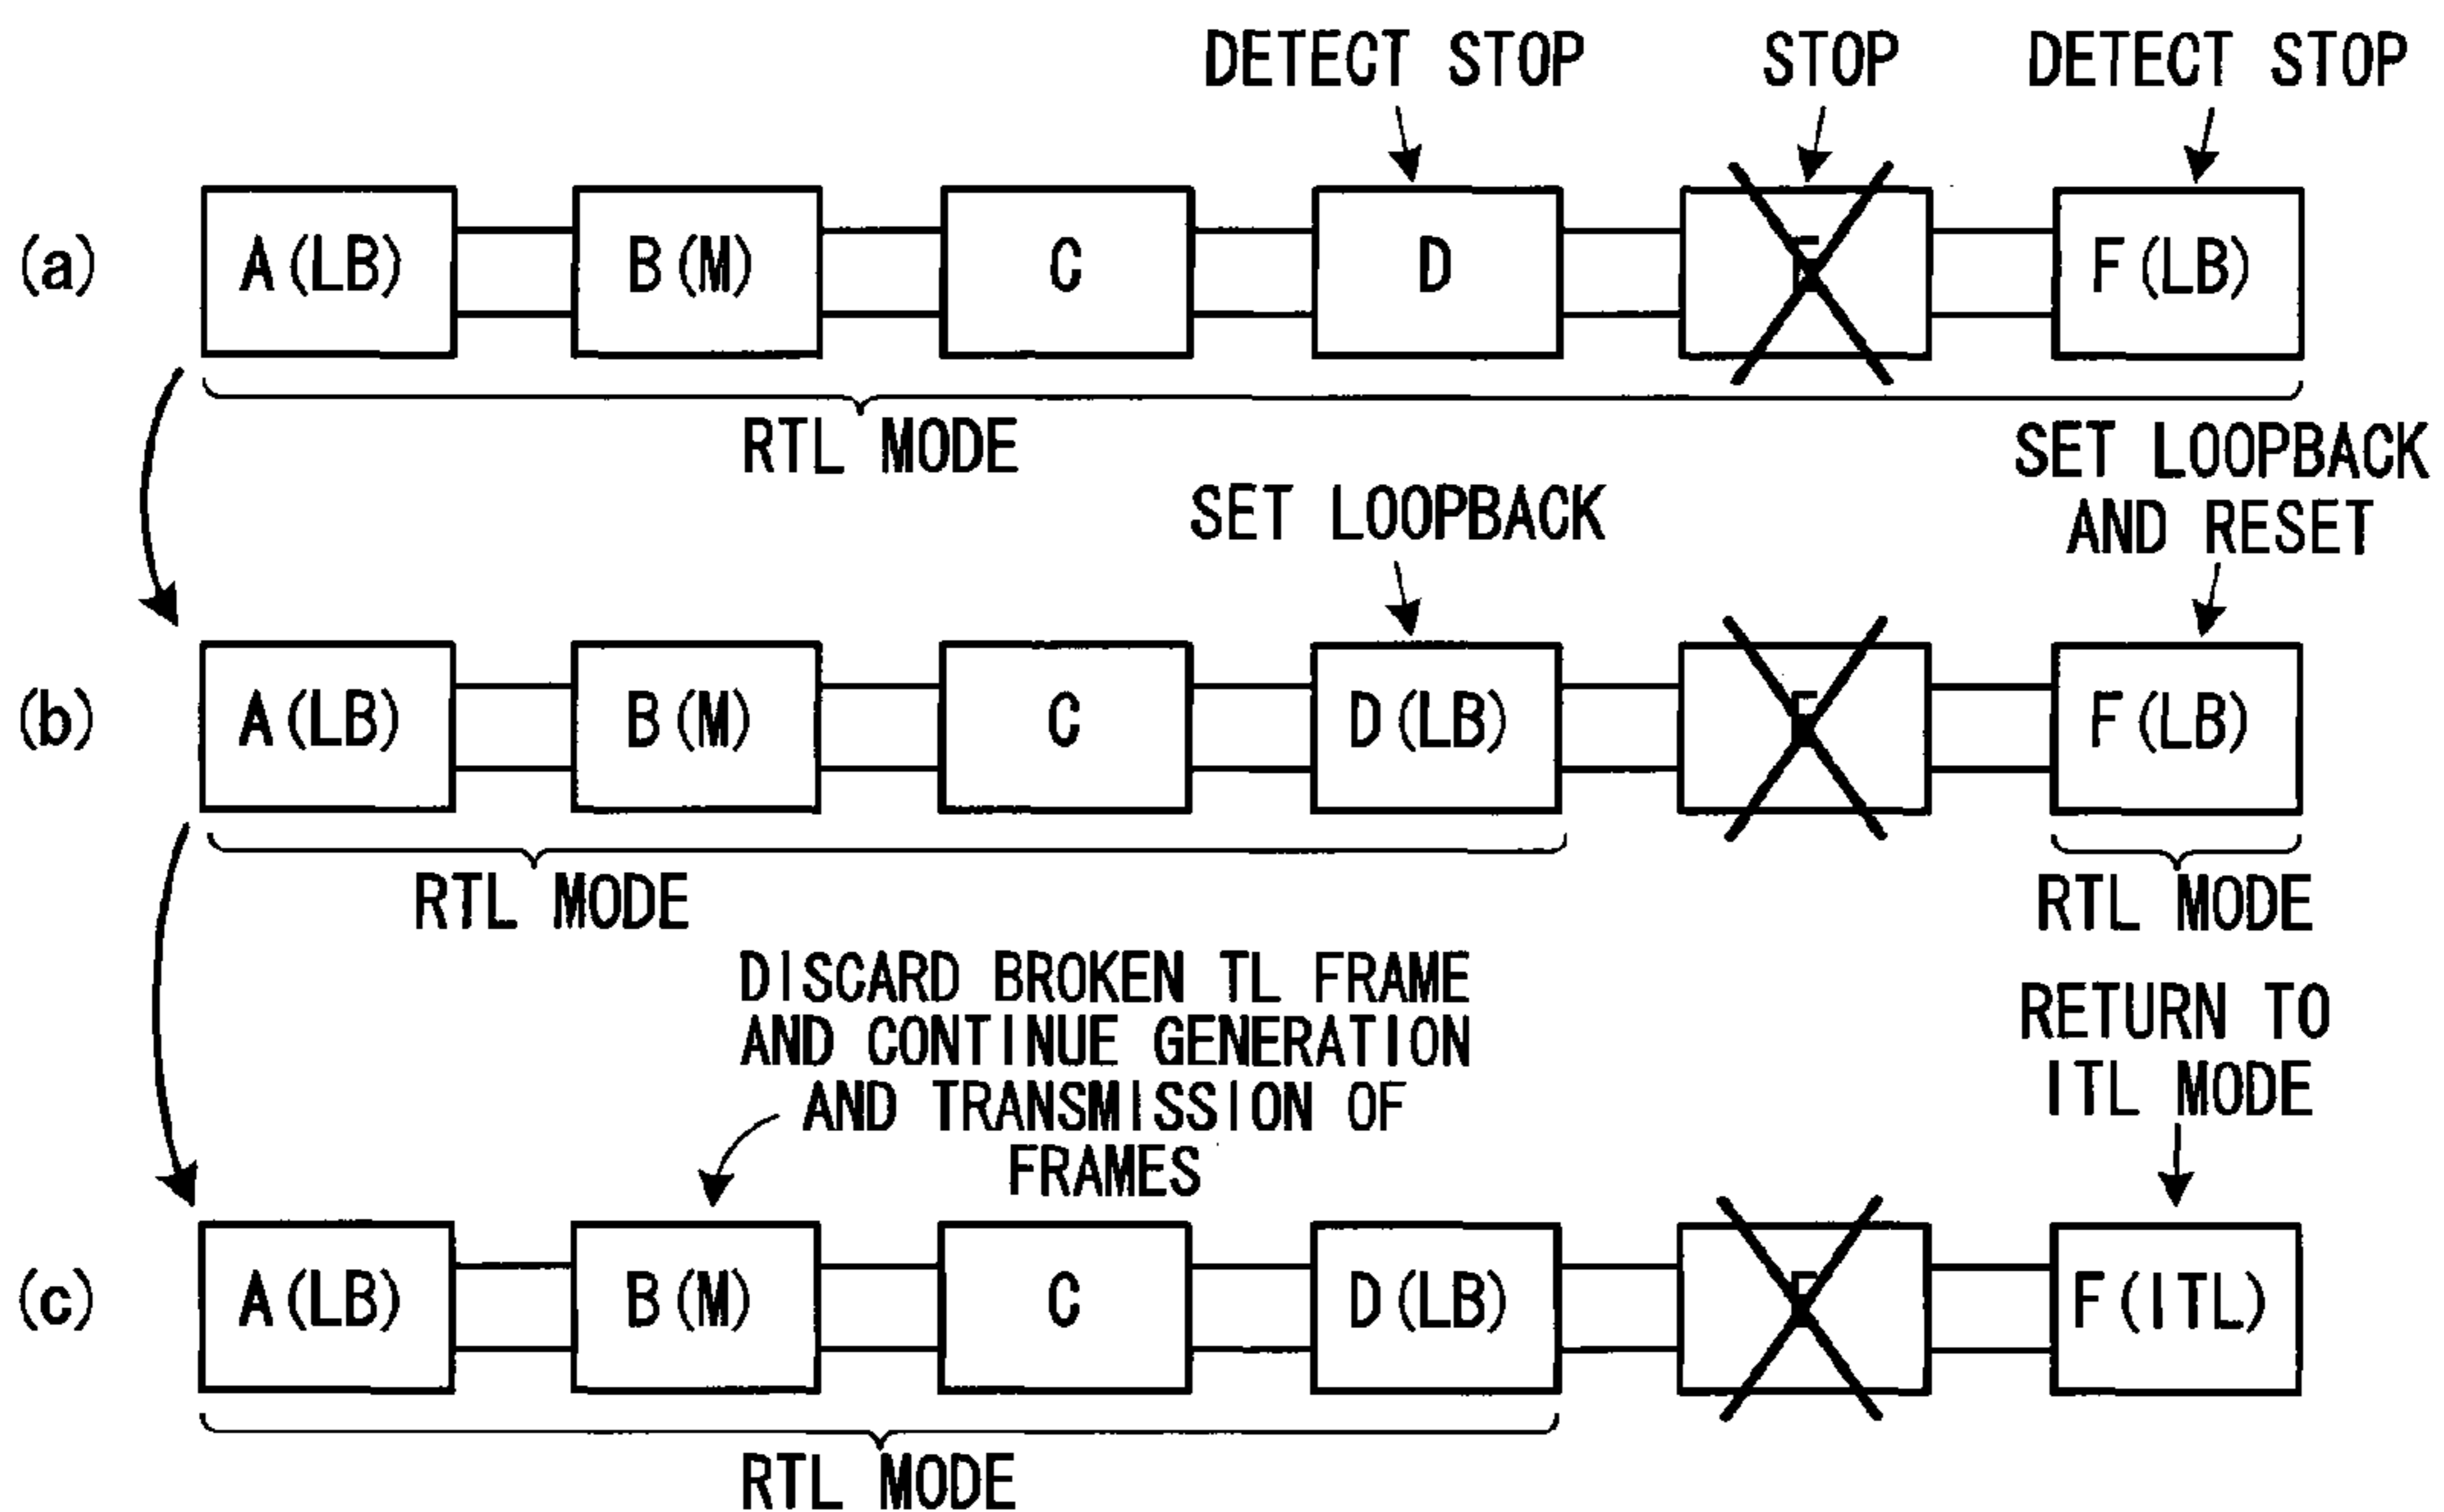 DETECT STOP
STOP
DETECT STOP
(a)
A(LB)
B(M)
C
D
E
F(LB)
RTL MODE
SET LOOPBACK
SET LOOPBACK
AND RESET
(b)
A(LB)
B(M)
C
D(LB)
E
F(LB)
RTL MODE
RTL MODE
DISCARD BROKEN TL FRAME
AND CONTINUE GENERATION
AND TRANSMISSION OF
FRAMES
RETURN TO
ITL MODE
(c)
A(LB)
B(M)
C
D(LB)
E
F(ITL)
RTL MODE